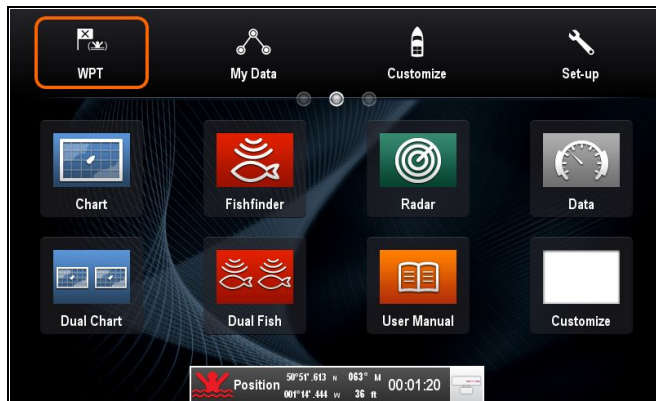 WPT My Data Customize Set-up
Chart Fishfinder Radar Data
Dual Chart Dual Fish User Manual Customize
Position 50°51'.613 N 063° M 00:01:20
001°14'.444 W 36 ft